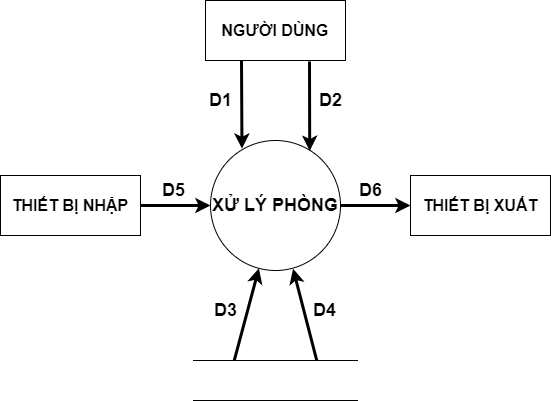 NGƯỜI DÙNG
D1
D2
D5
D6
THIẾT BỊ NHẬP
XỬ LÝ PHÒNG
THIẾT BỊ XUẤT
D3
D4